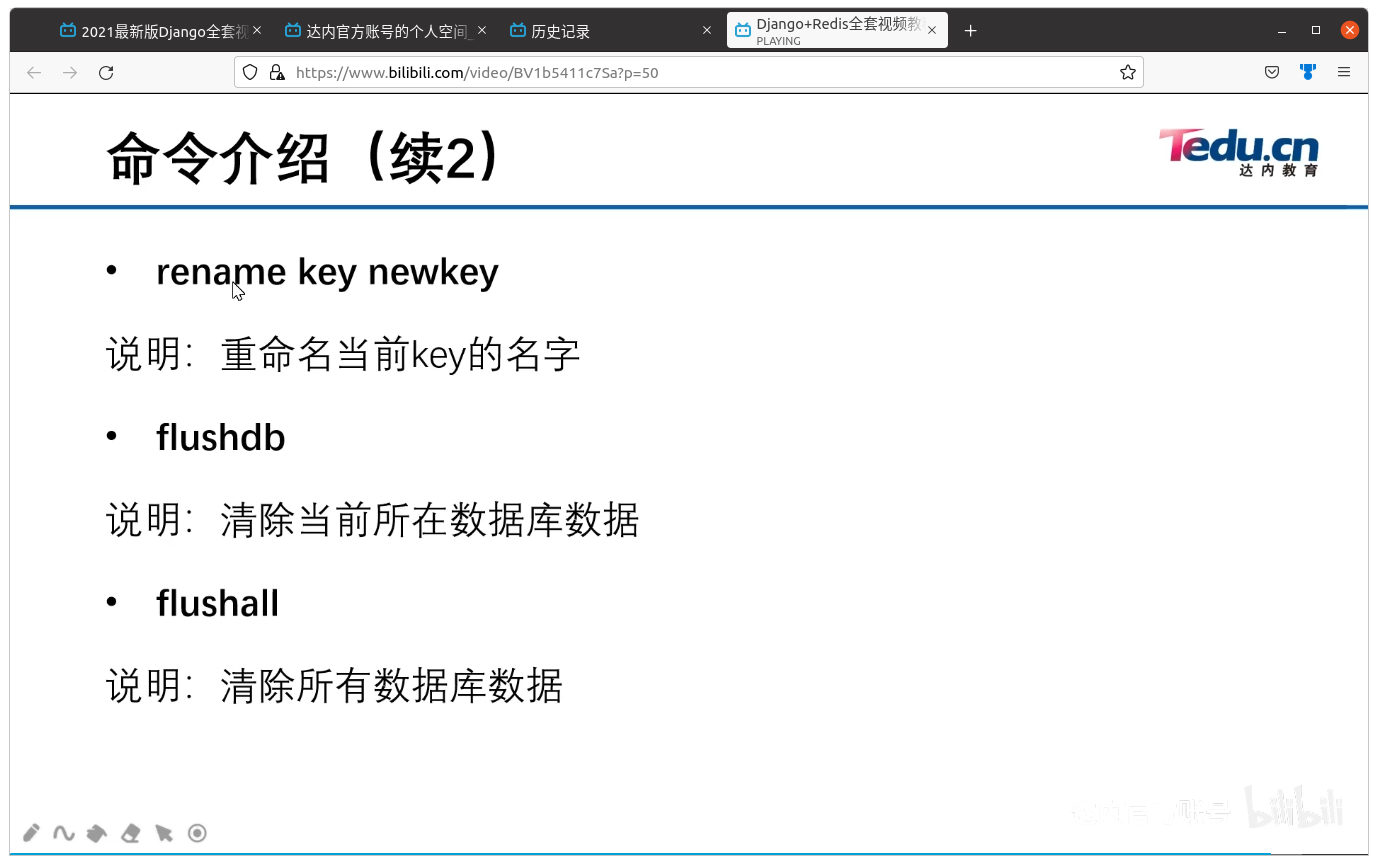 2021最新版Django全套视
达内官方账号的个人空间_
历史记录
Django+Redis全套视频教
PLAYING
https://www.bilibili.com/video/BV1b5411c7Sa?p=50
命令介绍（续2）
Tedu.cn
达内教育
• rename key newkey
说明：重命名当前key的名字
• flushdb
说明：清除当前所在数据库数据
• flushall
说明：清除所有数据库数据
达内官方账号 bilibili